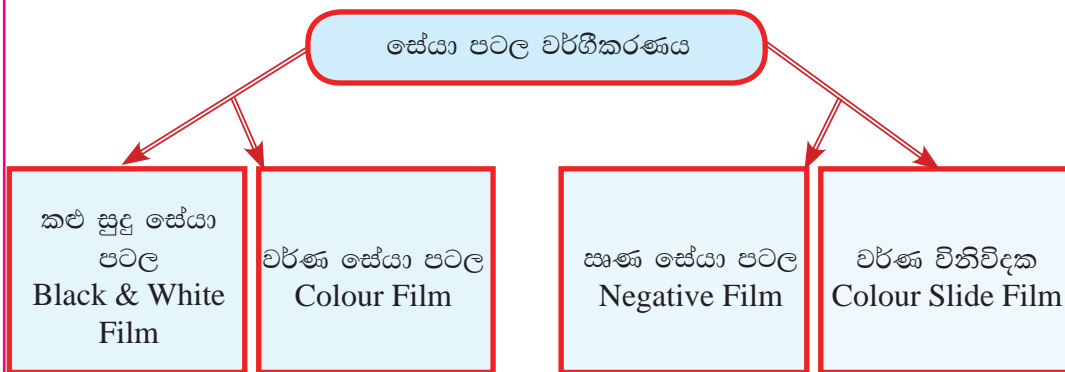 සේයා පටල වර්ගීකරණය
කළු සුදු සේයා
පටල
Black & White
Film
වර්ණ සේයා පටල
Colour Film
ඍණ සේයා පටල
Negative Film
වර්ණ විනිවිදක
Colour Slide Film